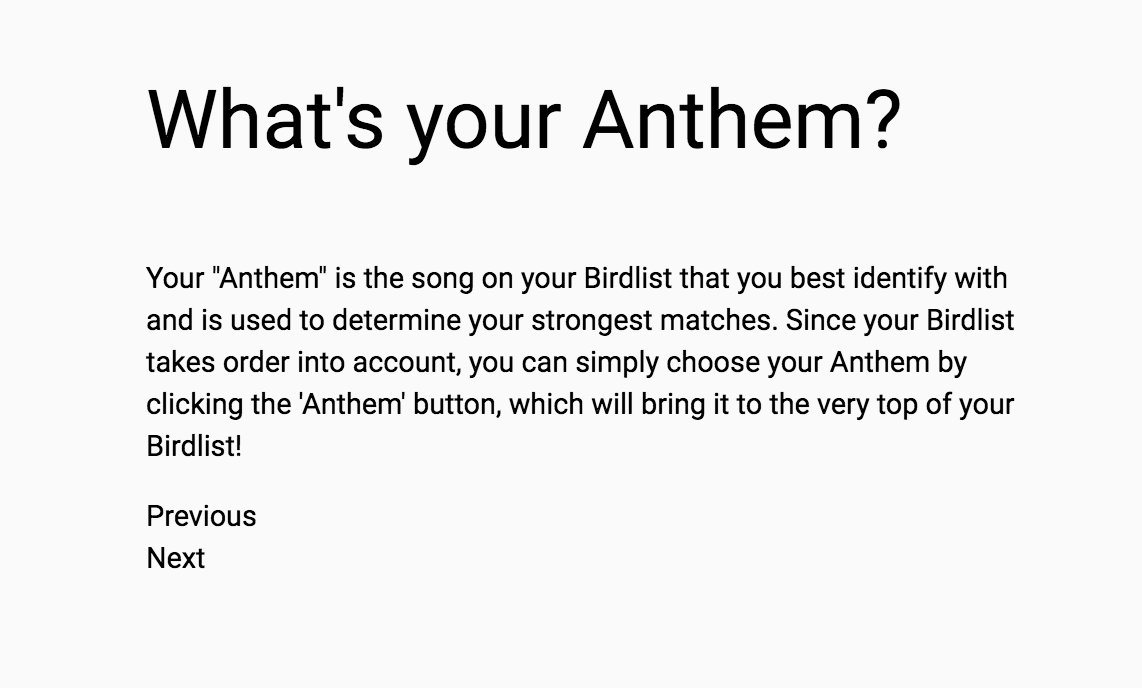 What's your Anthem?
Your "Anthem" is the song on your Birdlist that you best identify with
and is used to determine your strongest matches. Since your Birdlist
takes order into account, you can simply choose your Anthem by
clicking the 'Anthem' button, which will bring it to the very top of your
Birdlist!
Previous
Next